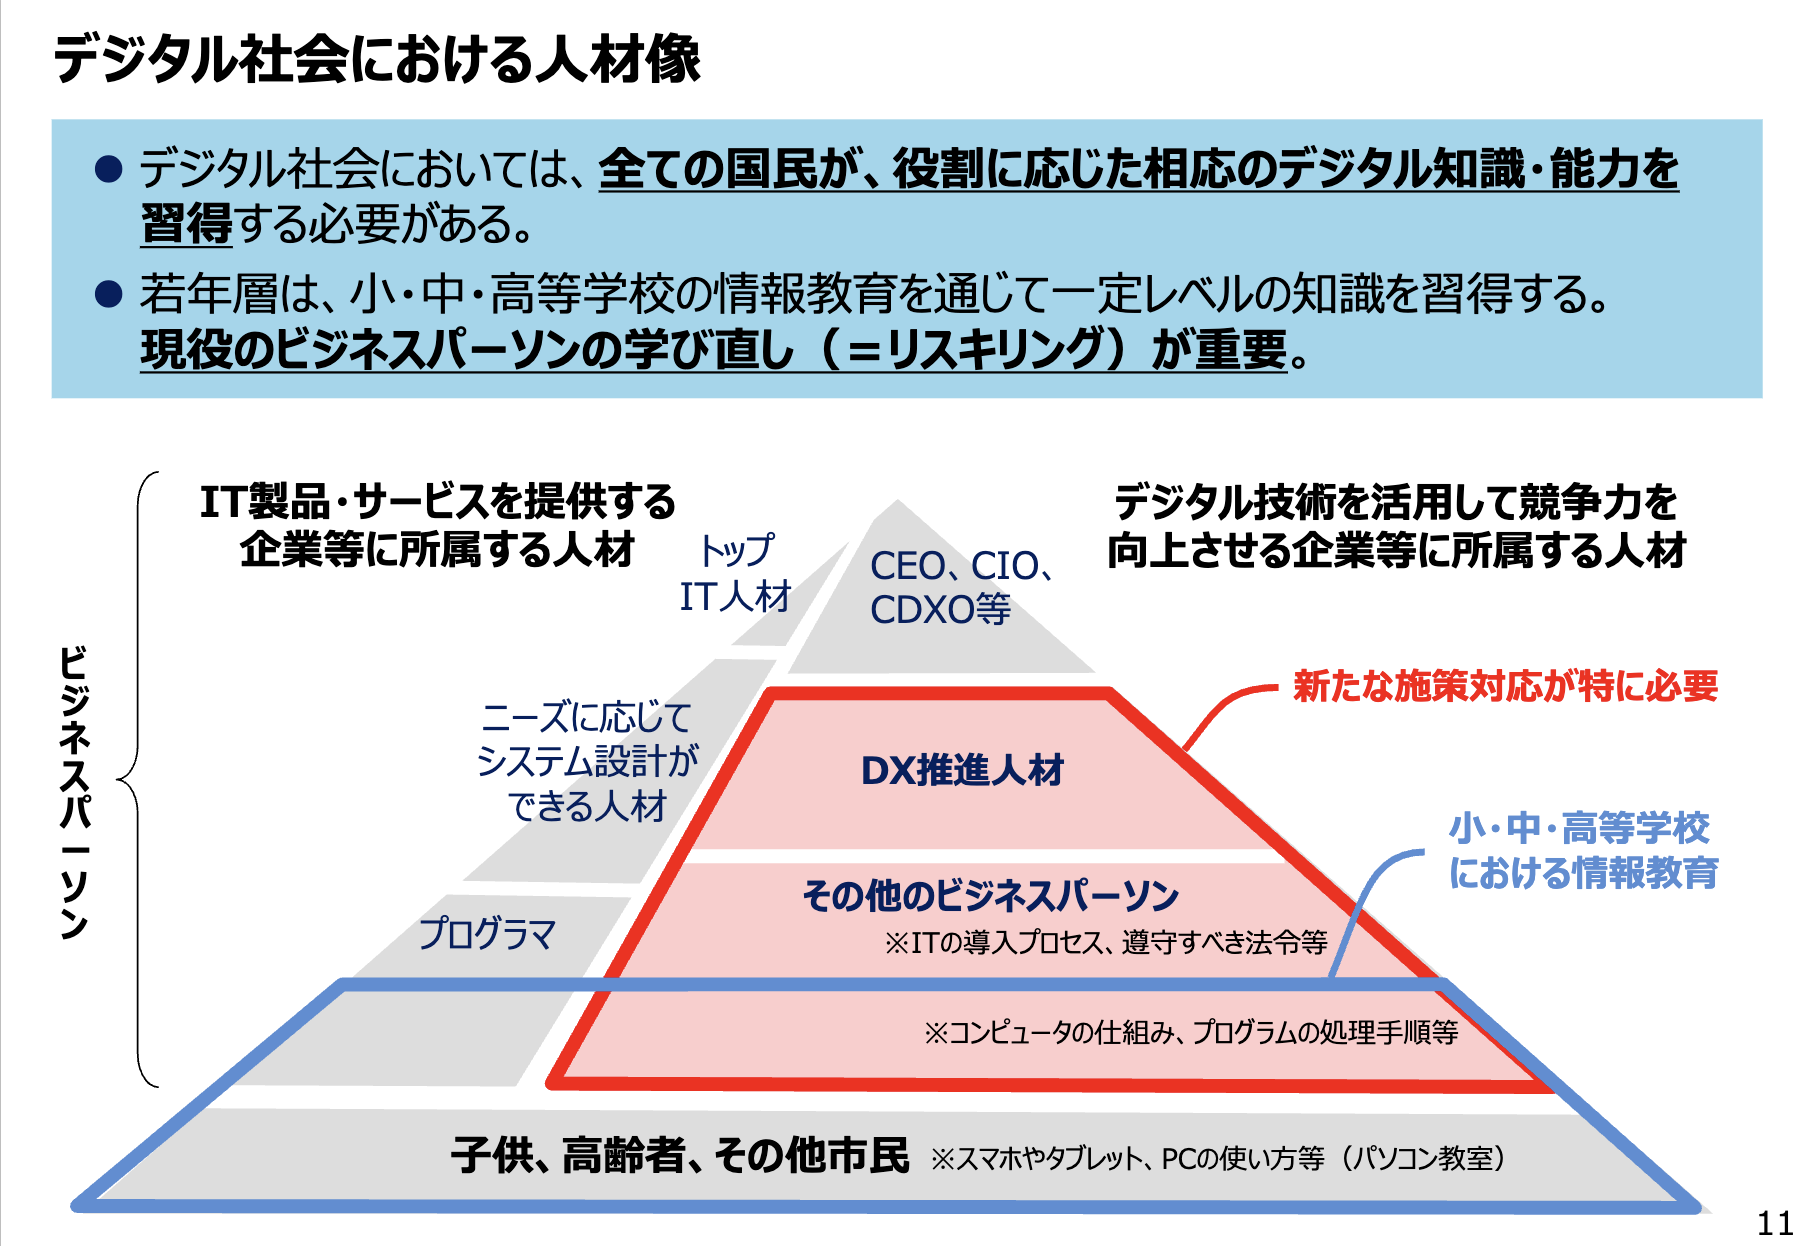 デジタル社会における人材像
● デジタル社会においては、全ての国民が、役割に応じた相応のデジタル知識・能力を
習得する必要がある。
● 若年層は、小・中・高等学校の情報教育を通じて一定レベルの知識を習得する。
現役のビジネスパーソンの学び直し（＝リスキリング）が重要。
IT製品・サービスを提供する
企業等に所属する人材
デジタル技術を活用して競争力を
向上させる企業等に所属する人材
トップ
IT人材
CEO、CIO、
CDXO等
ビジネスパーソン
新たな施策対応が特に必要
ニーズに応じて
システム設計が
できる人材
DX推進人材
小・中・高等学校
における情報教育
その他のビジネスパーソン
※ITの導入プロセス、遵守すべき法令等
プログラマ
※コンピュータの仕組み、プログラムの処理手順等
子供、高齢者、その他市民 ※スマホやタブレット、PCの使い方等（パソコン教室）
11